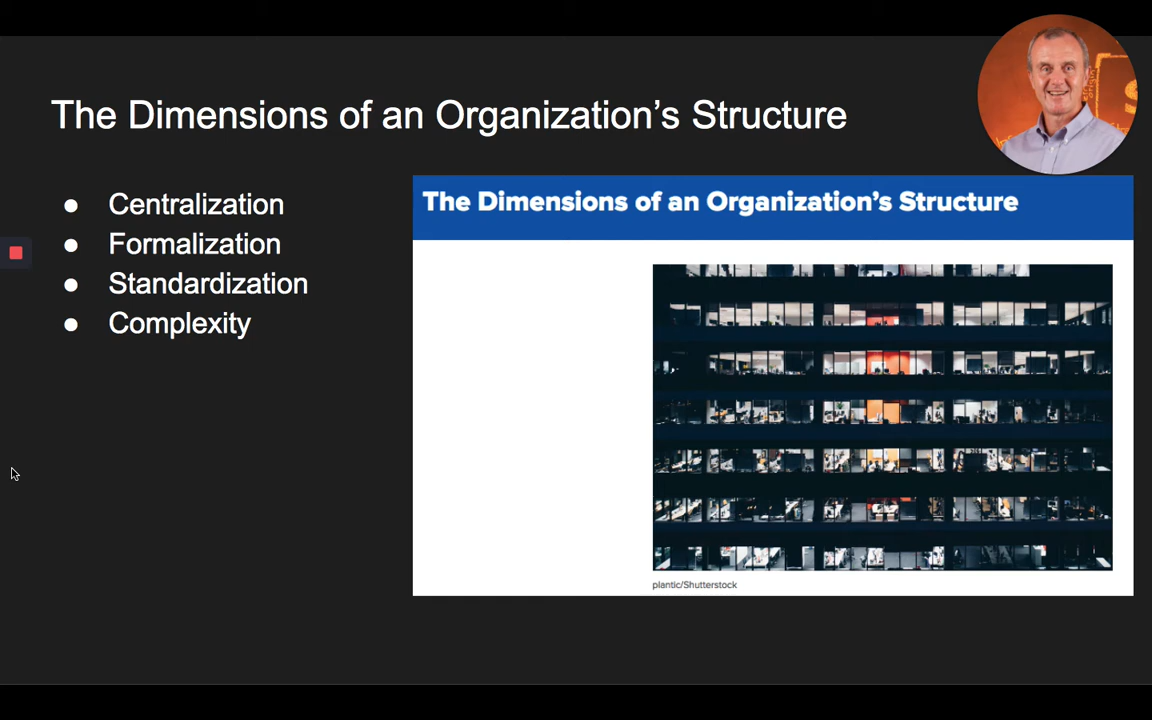 The Dimensions of an Organization’s Structure
● Centralization
● Formalization
● Standardization
● Complexity
The Dimensions of an Organization’s Structure
plantic/Shutterstock